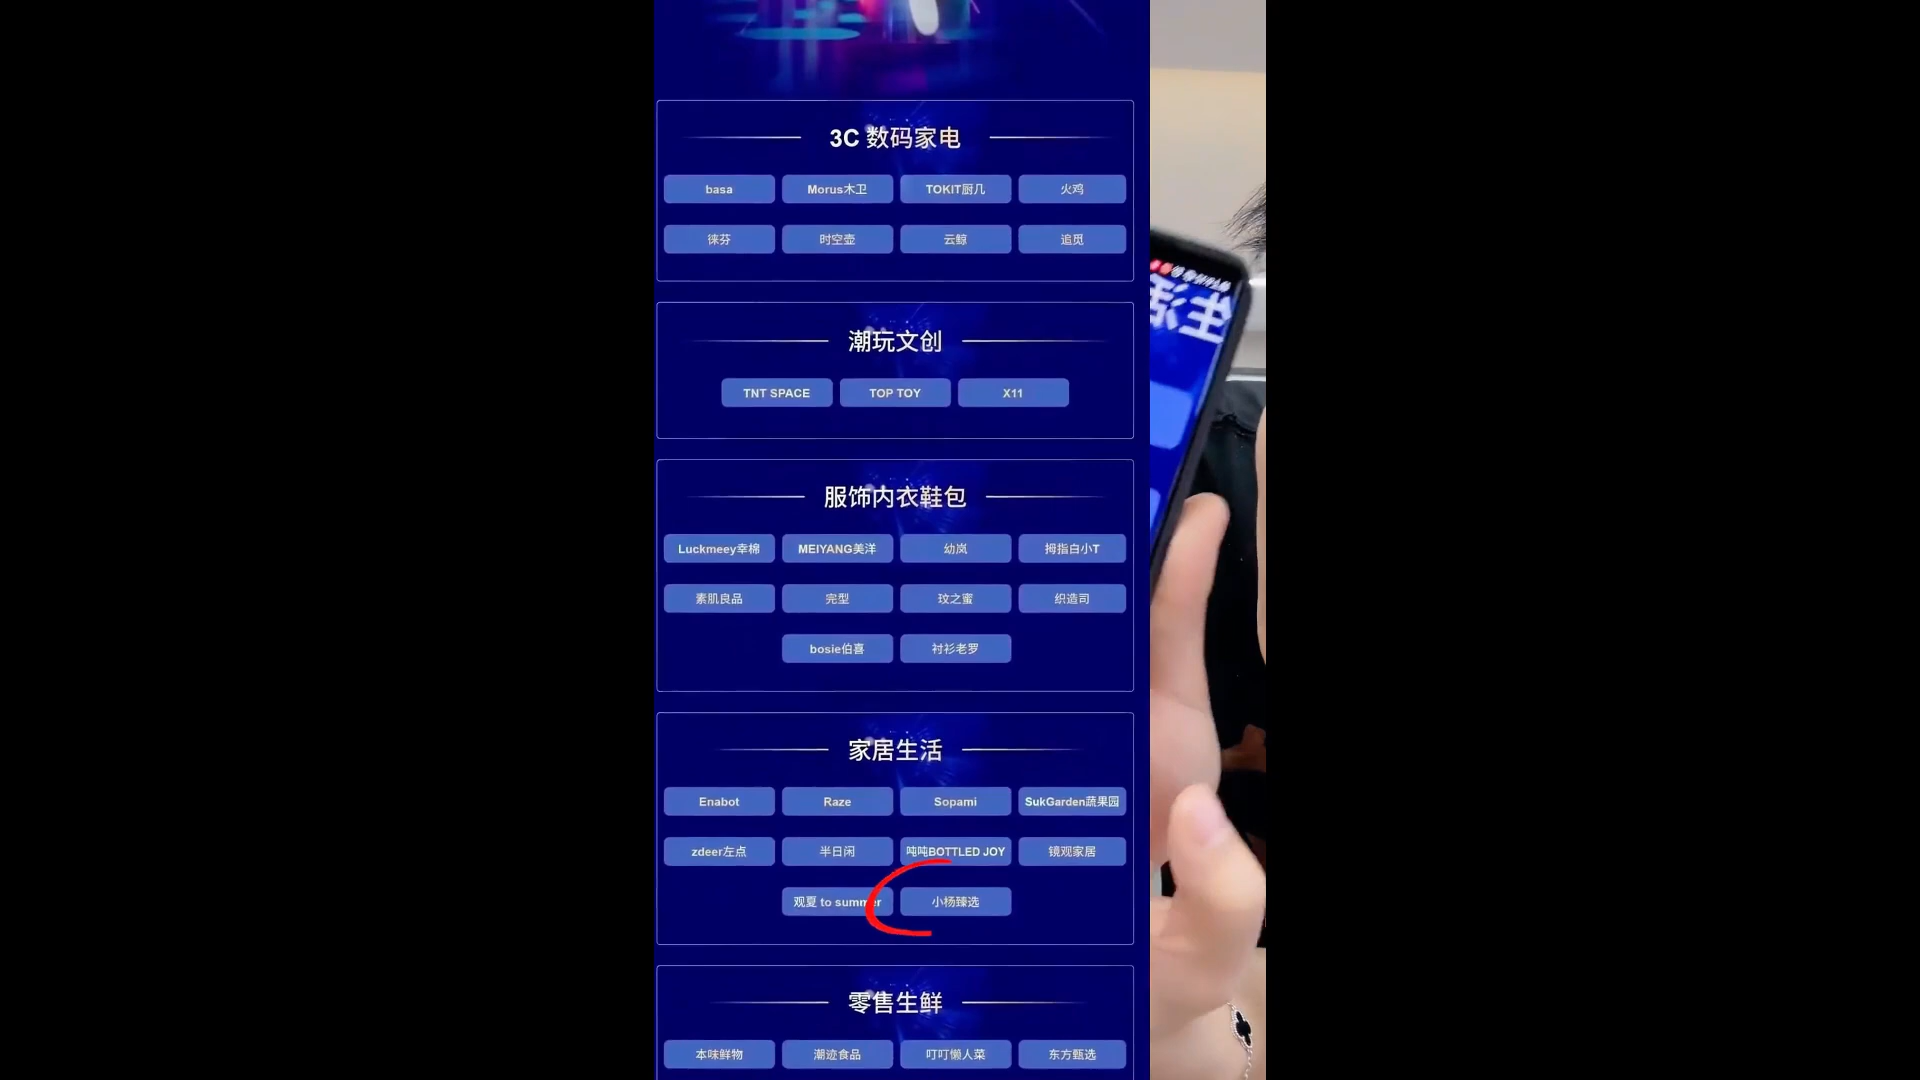 3C 数码家电
basa Morus木卫 TOKIT厨几 火鸡
徕芬 时空壶 云鲸 追觅
潮玩文创
TNT SPACE TOP TOY X11
服饰内衣鞋包
Luckmeey幸棉 MEIYANG美洋 幼岚 拇指白小T
素肌良品 完型 玟之蜜 织造司
bosie伯喜 衬衫老罗
家居生活
Enabot Raze Sopami SukGarden蔬果园
zdeer左点 半日闲 吨吨BOTTLED JOY 镜观家居
观夏 to summer 小杨臻选
零售生鲜
本味鲜物 潮迹食品 叮叮懒人菜 东方甄选
生活